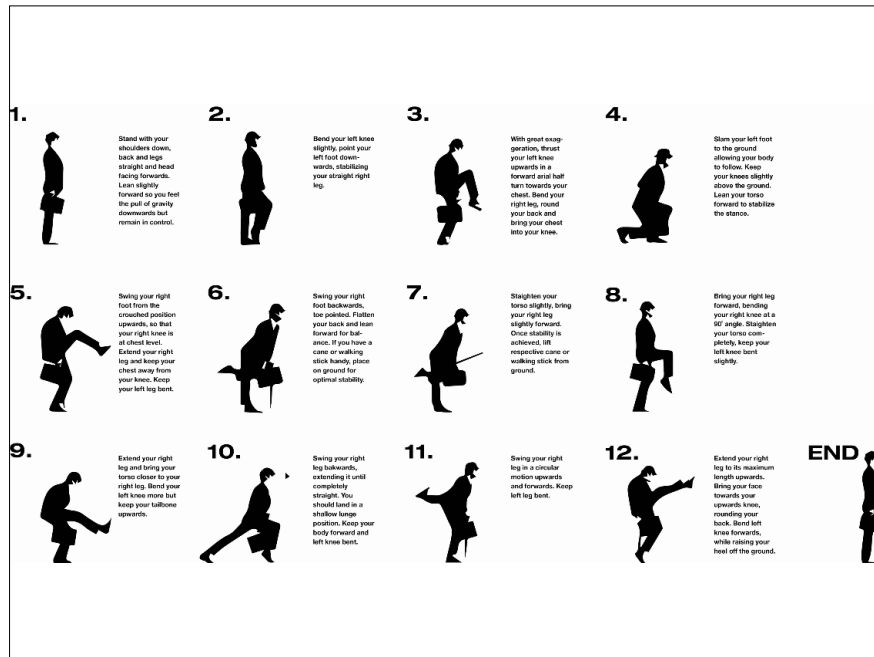 1.
Stand with your
shoulders down,
back and legs
straight and head
facing forwards.
Lean slightly
forward so you feel
the pull of gravity
downwards but
remain in control.
2.
Bend your left knee
slightly, point your
left foot down-
wards, stabilizing
your straight right
leg.
3.
With great exag-
geration, thrust
your left knee
upwards in a
forward arial half
turn towards your
chest. Bend your
right leg, round
your back and
bring your chest
into your knee.
4.
Slam your left foot
to the ground
allowing your body
to follow. Keep
your knees slightly
above the ground.
Lean your torso
forward to stabilize
the stance.
5.
Swing your right
foot from the
crouched position
upwards, so that
your right knee is
at chest level.
Extend your right
leg and keep your
chest away from
your knee. Keep
your left leg bent.
6.
Swing your right
foot backwards,
toe pointed. Flatten
your back and lean
forward for bal-
ance. If you have a
cane or walking
stick handy, place
on ground for
optimal stability.
7.
Staighten your
torso slightly, bring
your right leg
slightly forward.
Once stability is
achieved, lift
respective cane or
walking stick from
ground.
8.
Bring your right leg
forward, bending
your right knee at a
90° angle. Staighten
your torso com-
pletely, keep your
left knee bent
slightly.
9.
Extend your right
leg and bring your
torso closer to your
right leg. Bend your
left knee more but
keep your tailbone
upwards.
10.
Swing your right
leg bakwards,
extending it until
completely
straight. You
should land in a
shallow lunge
position. Keep your
body forward and
left knee bent.
11.
Swing your right
leg in a circular
motion upwards
and forwards. Keep
left leg bent.
12.
Extend your right
leg to its maximum
length upwards.
Bring your face
towards your
upwards knee,
rounding your
back. Bend left
knee forwards,
while raising your
heel off the ground.
END